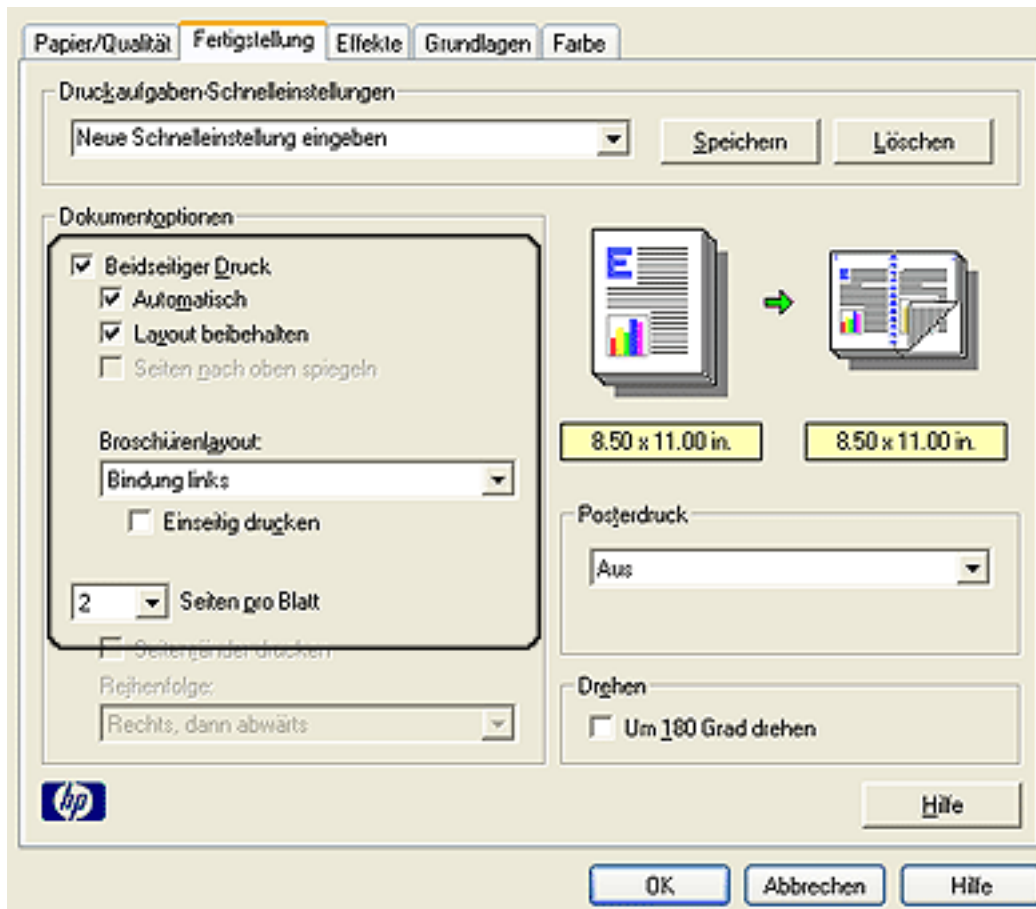 Papier/Qualität Fertigstellung Effekte Grundlagen Farbe
Druckaufgaben-Schnelleinstellungen
Neue Schnelleinstellung eingeben Speichern Löschen
Dokumentoptionen
Beidseitiger Druck
Automatisch
Layout beibehalten
Seiten nach oben spiegeln
Broschürenlayout:
Bindung links
Einseitig drucken
2 Seiten pro Blatt
Seitenränder drucken
Reihenfolge:
Rechts, dann abwärts
E E
8.50 x 11.00 in. 8.50 x 11.00 in.
Posterdruck
Aus
Drehen
Um 180 Grad drehen
hp
Hilfe
OK Abbrechen Hilfe